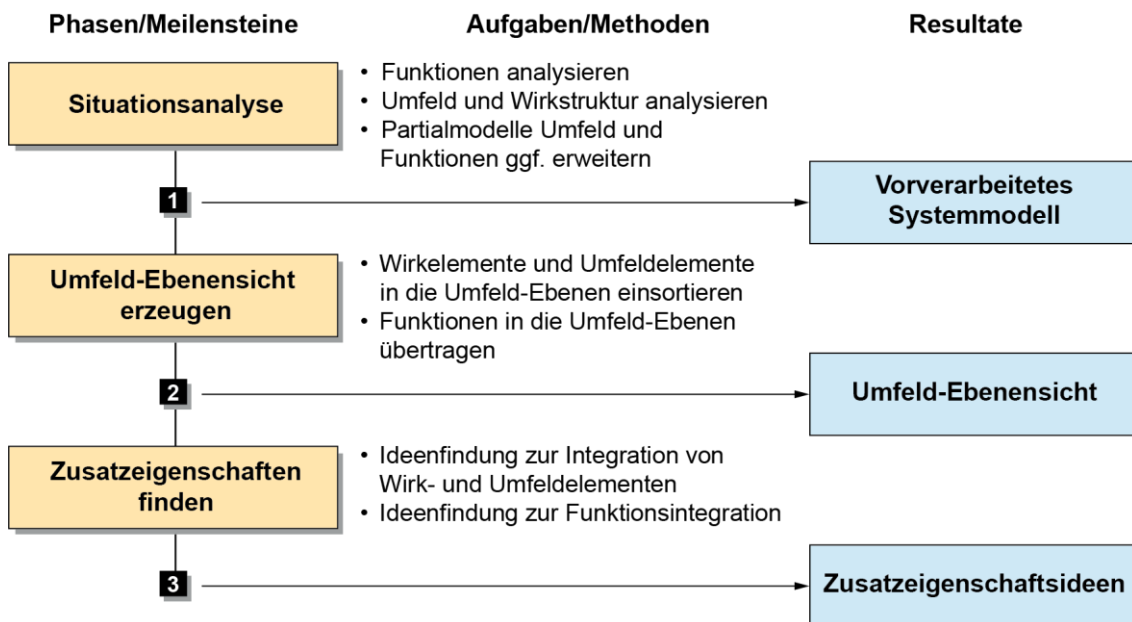 Phasen/Meilensteine Aufgaben/Methoden Resultate
Situationsanalyse
• Funktionen analysieren
• Umfeld und Wirkstruktur analysieren
• Partialmodelle Umfeld und
Funktionen ggf. erweitern
1
Vorverarbeitetes
Systemmodell
Umfeld-Ebenensicht
erzeugen
• Wirkelemente und Umfeldelemente
in die Umfeld-Ebenen einsortieren
• Funktionen in die Umfeld-Ebenen
übertragen
2
Umfeld-Ebenensicht
Zusatzeigenschaften
finden
• Ideenfindung zur Integration von
Wirk- und Umfeldelementen
• Ideenfindung zur Funktionsintegration
3
Zusatzeigenschaftsideen